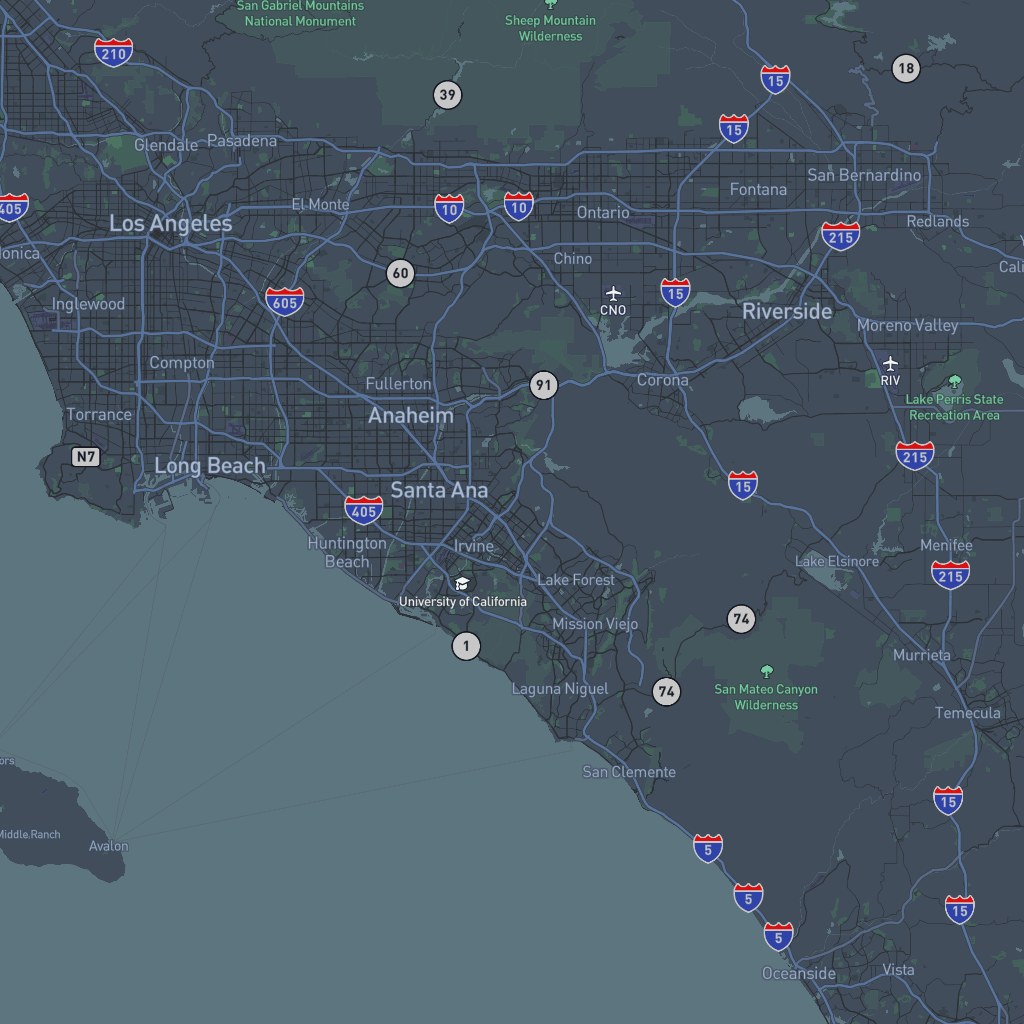 San Gabriel Mountains
National Monument
Sheep Mountain
Wilderness
210
15
18
39
15
Glendale
Pasadena
San Bernardino
Fontana
405
El Monte
10
10
Ontario
Los Angeles
Redlands
215
onica
Chino
Cali
60
15
CNO
605
Inglewood
Riverside
Moreno Valley
Compton
RIV
Fullerton
91
Corona
Lake Perris State
Recreation Area
Torrance
Anaheim
N7
215
Long Beach
15
Santa Ana
405
Huntington
Beach
Irvine
Menifee
Lake Elsinore
215
Lake Forest
University of California
74
Mission Viejo
1
Murrieta
Laguna Niguel
74
San Mateo Canyon
Wilderness
Temecula
ors
San Clemente
15
Middle Ranch
Avalon
5
5
15
5
Oceanside
Vista